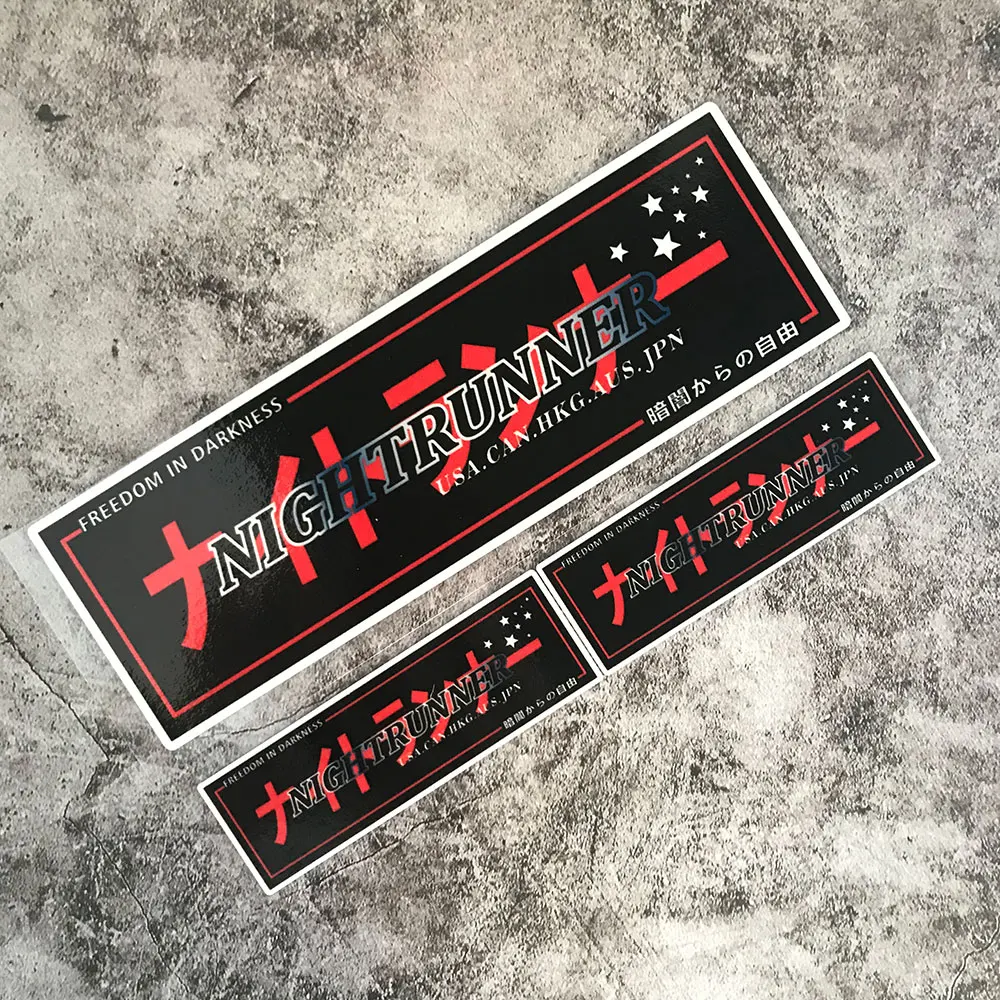 FREEDOM IN DARKNESS
ナイトランナー
NIGHTRUNNER
USA.CAN.HKG.AUS.JPN
暗闇からの自由
FREEDOM IN DARKNESS
ナイトランナー
NIGHTRUNNER
USA.CAN.HKG.AUS.JPN
暗闇からの自由
FREEDOM IN DARKNESS
ナイトランナー
NIGHTRUNNER
USA.CAN.HKG.AUS.JPN
暗闇からの自由